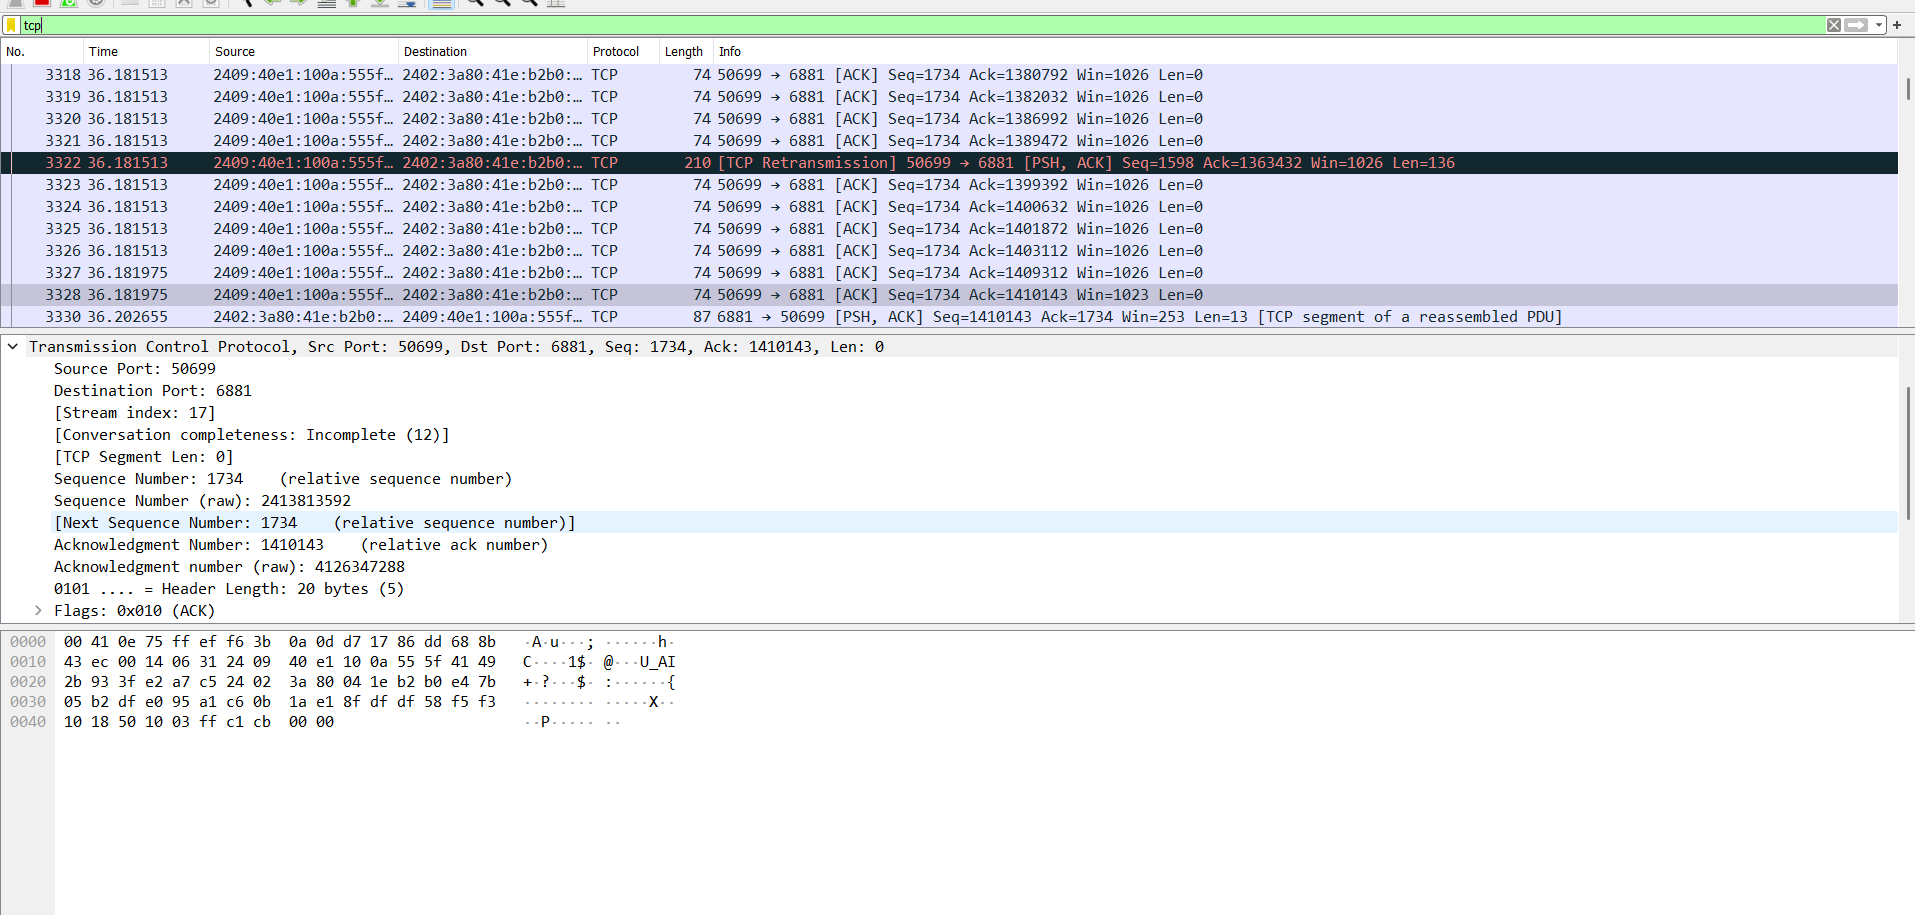 tcp
No. Time Source Destination Protocol Length Info
3318 36.181513 2409:40e1:100a:555f… 2402:3a80:41e:b2b0:… TCP 74 50699 → 6881 [ACK] Seq=1734 Ack=1380792 Win=1026 Len=0
3319 36.181513 2409:40e1:100a:555f… 2402:3a80:41e:b2b0:… TCP 74 50699 → 6881 [ACK] Seq=1734 Ack=1382032 Win=1026 Len=0
3320 36.181513 2409:40e1:100a:555f… 2402:3a80:41e:b2b0:… TCP 74 50699 → 6881 [ACK] Seq=1734 Ack=1386992 Win=1026 Len=0
3321 36.181513 2409:40e1:100a:555f… 2402:3a80:41e:b2b0:… TCP 74 50699 → 6881 [ACK] Seq=1734 Ack=1389472 Win=1026 Len=0
3322 36.181513 2409:40e1:100a:555f… 2402:3a80:41e:b2b0:… TCP 210 [TCP Retransmission] 50699 → 6881 [PSH, ACK] Seq=1598 Ack=1363432 Win=1026 Len=136
3323 36.181513 2409:40e1:100a:555f… 2402:3a80:41e:b2b0:… TCP 74 50699 → 6881 [ACK] Seq=1734 Ack=1399392 Win=1026 Len=0
3324 36.181513 2409:40e1:100a:555f… 2402:3a80:41e:b2b0:… TCP 74 50699 → 6881 [ACK] Seq=1734 Ack=1400632 Win=1026 Len=0
3325 36.181513 2409:40e1:100a:555f… 2402:3a80:41e:b2b0:… TCP 74 50699 → 6881 [ACK] Seq=1734 Ack=1401872 Win=1026 Len=0
3326 36.181513 2409:40e1:100a:555f… 2402:3a80:41e:b2b0:… TCP 74 50699 → 6881 [ACK] Seq=1734 Ack=1403112 Win=1026 Len=0
3327 36.181975 2409:40e1:100a:555f… 2402:3a80:41e:b2b0:… TCP 74 50699 → 6881 [ACK] Seq=1734 Ack=1409312 Win=1026 Len=0
3328 36.181975 2409:40e1:100a:555f… 2402:3a80:41e:b2b0:… TCP 74 50699 → 6881 [ACK] Seq=1734 Ack=1410143 Win=1023 Len=0
3330 36.202655 2402:3a80:41e:b2b0:… 2409:40e1:100a:555f… TCP 87 6881 → 50699 [PSH, ACK] Seq=1410143 Ack=1734 Win=253 Len=13 [TCP segment of a reassembled PDU]
Transmission Control Protocol, Src Port: 50699, Dst Port: 6881, Seq: 1734, Ack: 1410143, Len: 0
Source Port: 50699
Destination Port: 6881
[Stream index: 17]
[Conversation completeness: Incomplete (12)]
[TCP Segment Len: 0]
Sequence Number: 1734 (relative sequence number)
Sequence Number (raw): 2413813592
[Next Sequence Number: 1734 (relative sequence number)]
Acknowledgment Number: 1410143 (relative ack number)
Acknowledgment number (raw): 4126347288
0101 .... = Header Length: 20 bytes (5)
Flags: 0x010 (ACK)
0000 00 41 0e 75 ff ef f6 3b 0a 0d d7 17 86 dd 68 8b ·A·u···; ······h·
0010 43 ec 00 14 06 31 24 09 40 e1 10 0a 55 5f 41 49 C····1$· @···U_AI
0020 2b 93 3f e2 a7 c5 24 02 3a 80 04 1e b2 b0 e4 7b +·?···$· :······{
0030 05 b2 df e0 95 a1 c6 0b 1a e1 8f df df 58 f5 f3 ········ ·····X··
0040 10 18 50 10 03 ff c1 cb 00 00 ··P····· ··